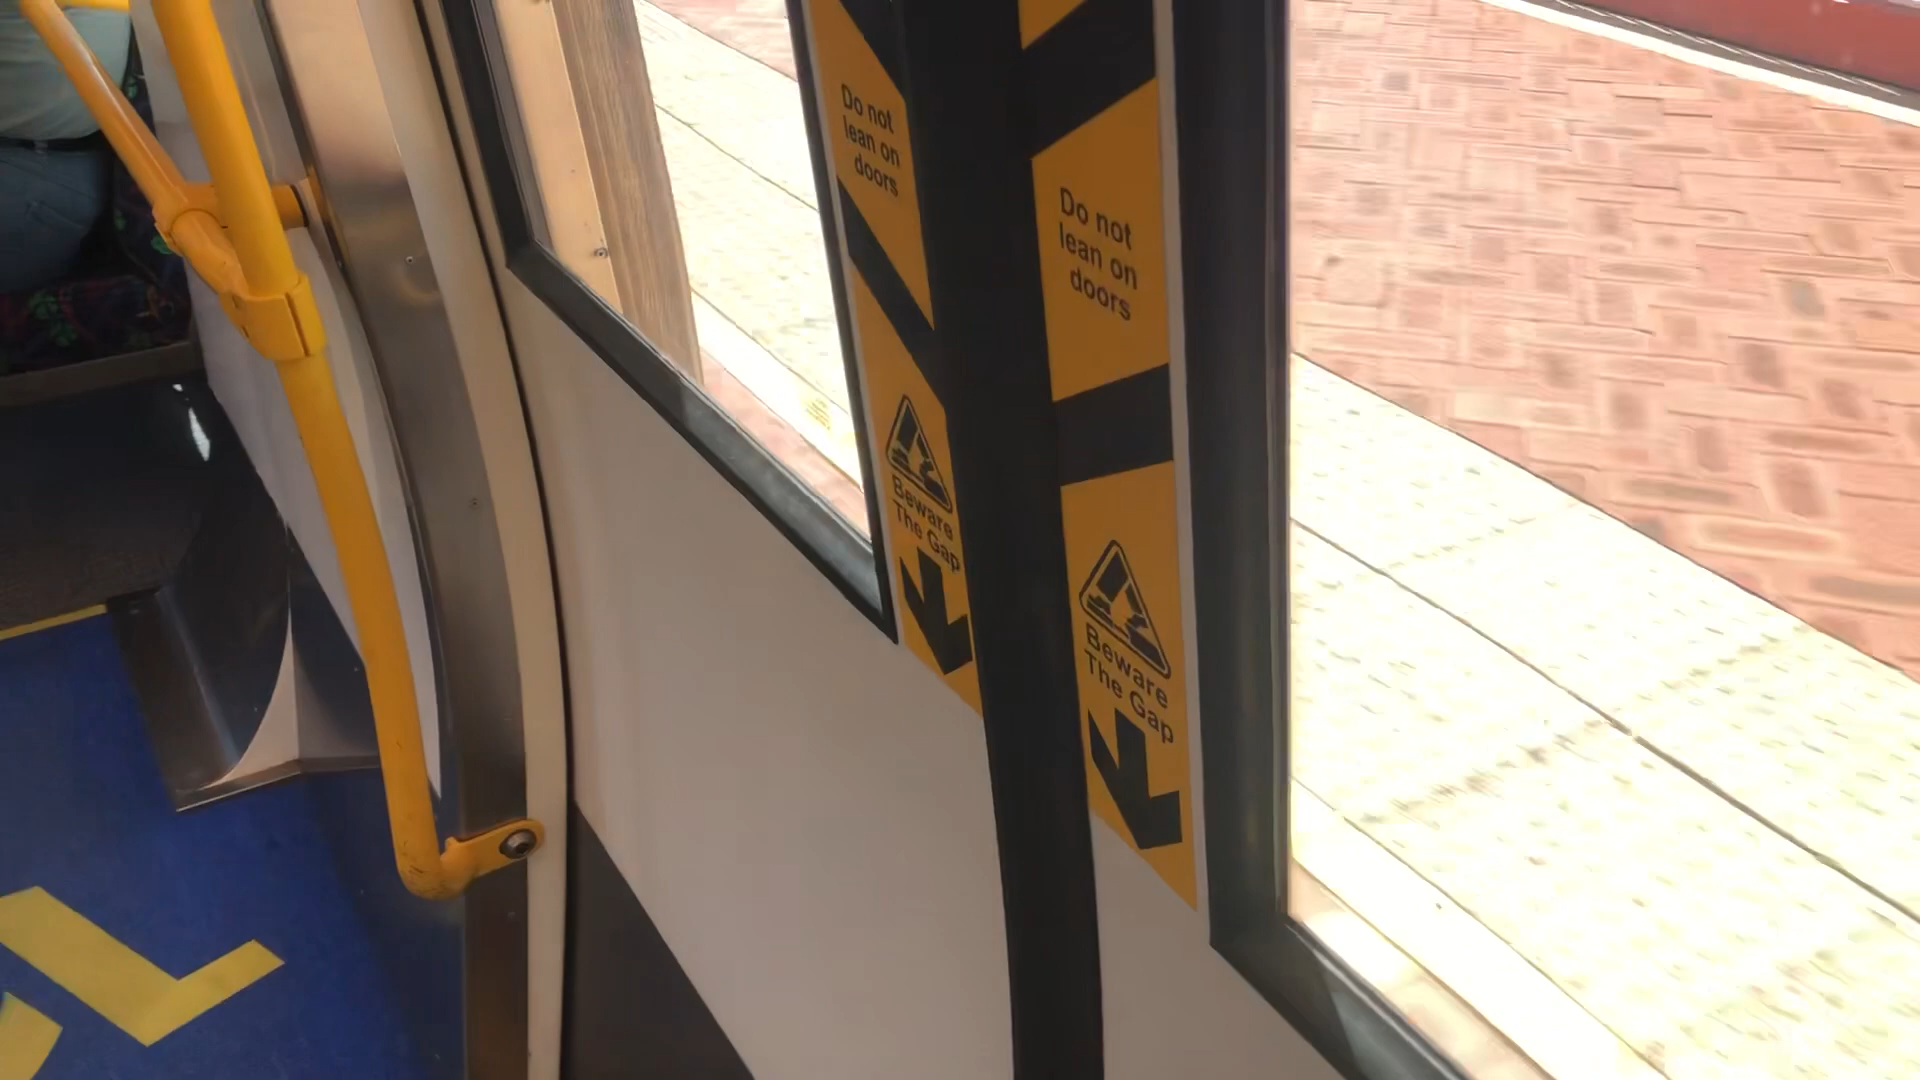 Do not
lean on
doors
Beware
The Gap
Do not
lean on
doors
Beware
The Gap